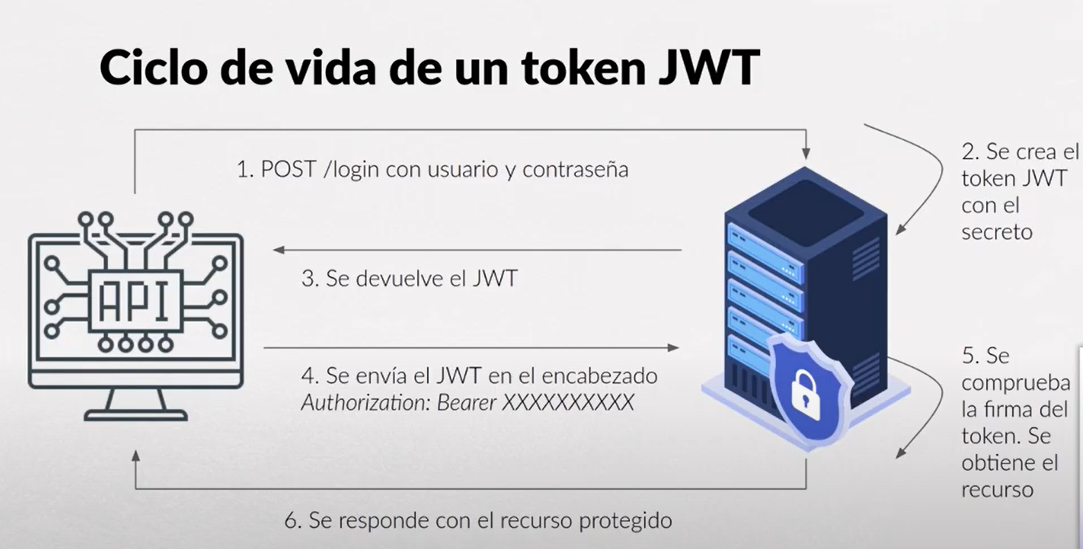 Ciclo de vida de un token JWT
1. POST /login con usuario y contraseña
2. Se crea el
token JWT
con el
secreto
API
3. Se devuelve el JWT
4. Se envía el JWT en el encabezado
Authorization: Bearer XXXXXXXXXX
5. Se
comprueba
la firma del
token. Se
obtiene el
recurso
6. Se responde con el recurso protegido